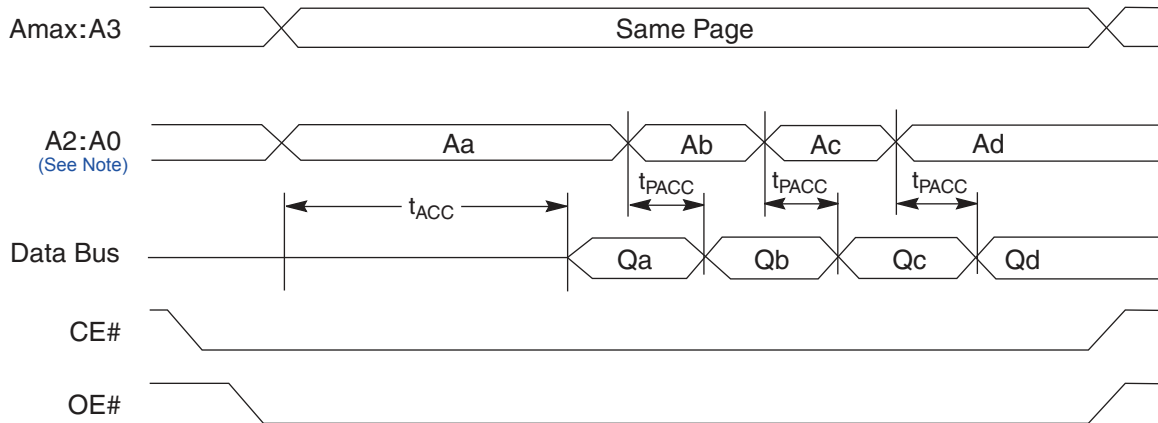 Amax:A3
Same Page
A2:A0
(See Note)
Aa
Ab
Ac
Ad
tACC
tPACC
tPACC
tPACC
Data Bus
Qa
Qb
Qc
Qd
CE#
OE#